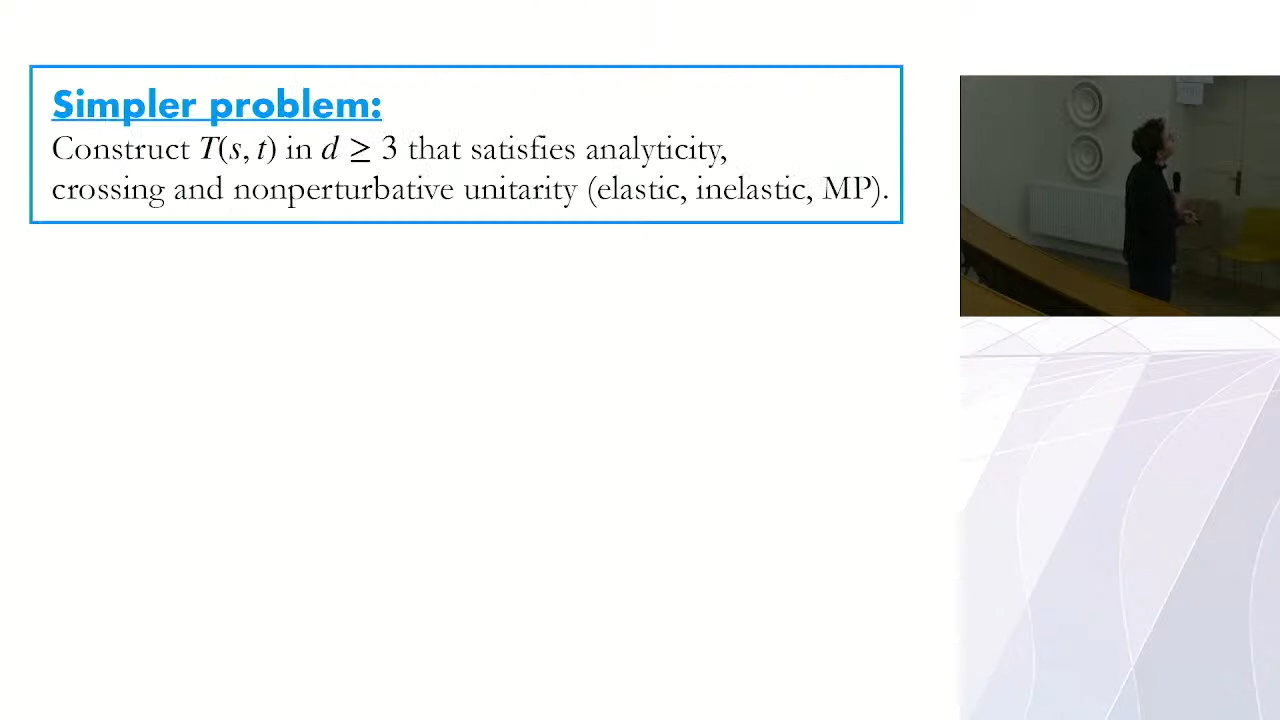 Simpler problem:
Construct T(s, t) in d ≥ 3 that satisfies analyticity,
crossing and nonperturbative unitarity (elastic, inelastic, MP).